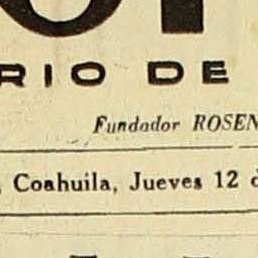 RIO DE
Fundador ROSEN
Coahuila, Jueves 12 d